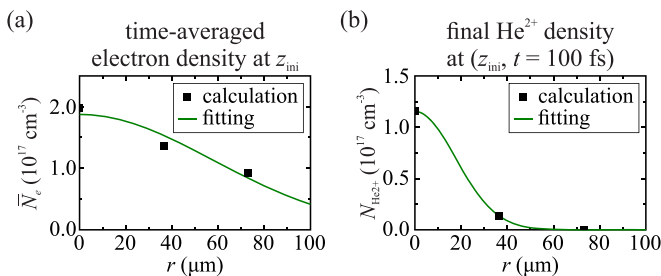 (a)
time-averaged
electron density at z_ini
N̅_e (10^17 cm^-3)
2.0
1.0
0.0
calculation
fitting
0 20 40 60 80 100
r (μm)
(b)
final He^2+ density
at (z_ini, t = 100 fs)
N_He2+ (10^17 cm^-3)
1.5
1.0
0.5
0.0
calculation
fitting
0 20 40 60 80 100
r (μm)